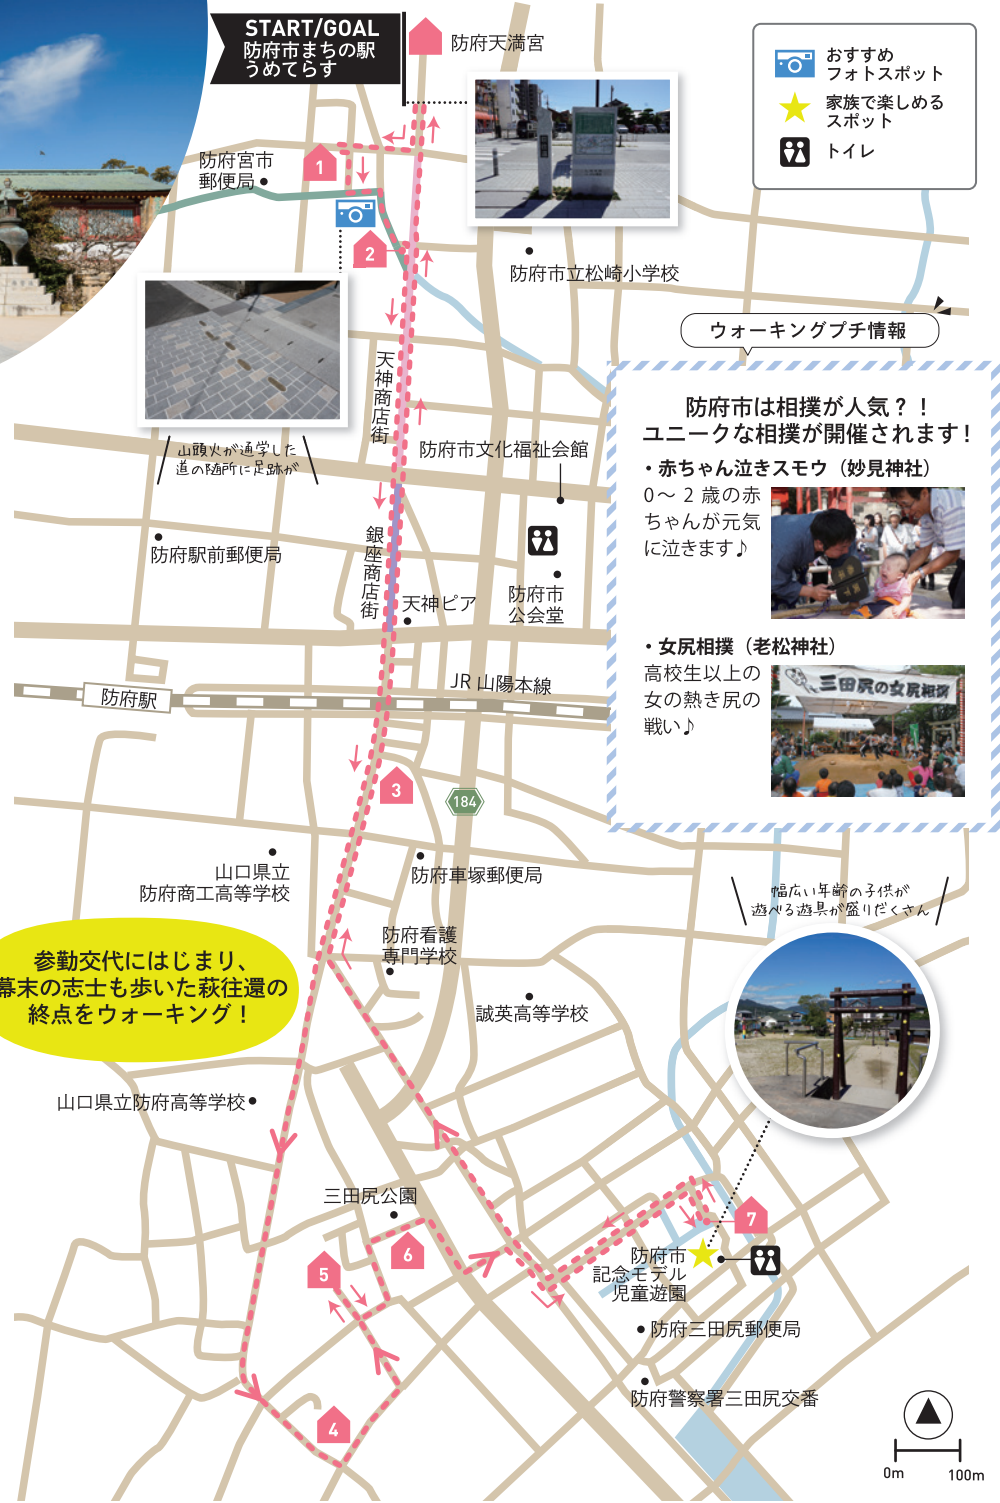 START/GOAL
防府市まちの駅
うめてらす
防府天満宮
おすすめ
フォトスポット
家族で楽しめる
スポット
トイレ
防府宮市
郵便局
1
2
防府市立松崎小学校
ウォーキングプチ情報
防府市は相撲が人気？！
ユニークな相撲が開催されます！
・赤ちゃん泣きスモウ（妙見神社）
0～2歳の赤
ちゃんが元気
に泣きます♪
・女尻相撲（老松神社）
高校生以上の
女の熱き尻の
戦い♪
三田尻の女尻相撲
天神商店街
山頭火が通学した
道の随所に足跡が
防府市文化福祉会館
銀座商店街
防府駅前郵便局
天神ピア
防府市
公会堂
JR山陽本線
防府駅
3
184
山口県立
防府商工高等学校
防府車塚郵便局
幅広い年齢の子供が
遊べる遊具が盛りだくさん
参勤交代にはじまり、
幕末の志士も歩いた萩往還の
終点をウォーキング！
防府看護
専門学校
誠英高等学校
山口県立防府高等学校
三田尻公園
6
5
7
防府市
記念モデル
児童遊園
防府三田尻郵便局
防府警察署三田尻交番
4
0m
100m